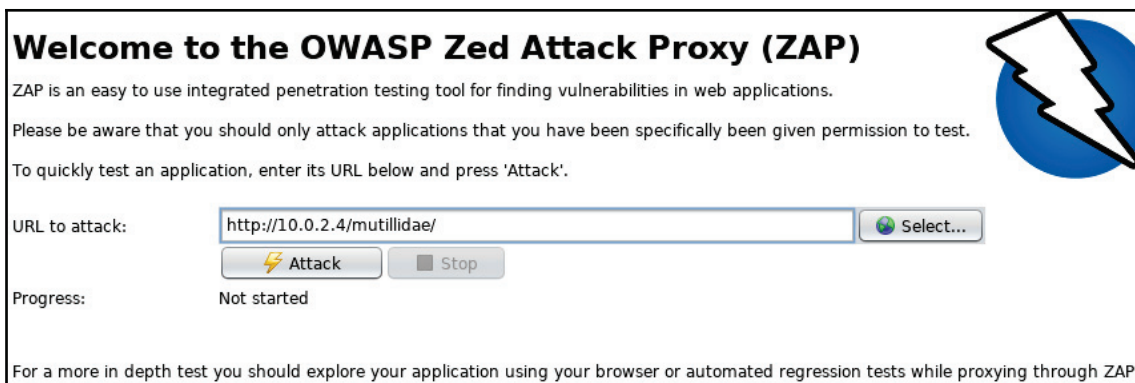 Welcome to the OWASP Zed Attack Proxy (ZAP)
ZAP is an easy to use integrated penetration testing tool for finding vulnerabilities in web applications.
Please be aware that you should only attack applications that you have been specifically been given permission to test.
To quickly test an application, enter its URL below and press 'Attack'.
URL to attack: http://10.0.2.4/mutillidae/ Select...
Attack Stop
Progress: Not started
For a more in depth test you should explore your application using your browser or automated regression tests while proxying through ZAP